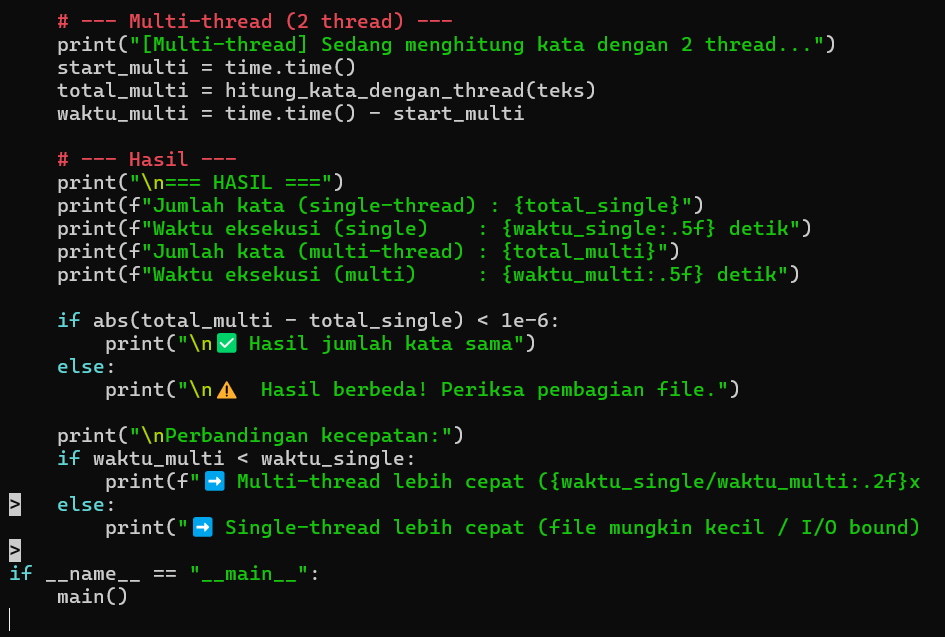 # --- Multi-thread (2 thread) ---
    print("[Multi-thread] Sedang menghitung kata dengan 2 thread...")
    start_multi = time.time()
    total_multi = hitung_kata_dengan_thread(teks)
    waktu_multi = time.time() - start_multi

    # --- Hasil ---
    print("\n=== HASIL ===")
    print(f"Jumlah kata (single-thread) : {total_single}")
    print(f"Waktu eksekusi (single)    : {waktu_single:.5f} detik")
    print(f"Jumlah kata (multi-thread) : {total_multi}")
    print(f"Waktu eksekusi (multi)     : {waktu_multi:.5f} detik")

    if abs(total_multi - total_single) < 1e-6:
        print("\n✅ Hasil jumlah kata sama")
    else:
        print("\n⚠️  Hasil berbeda! Periksa pembagian file.")

    print("\nPerbandingan kecepatan:")
    if waktu_multi < waktu_single:
        print(f"➡️ Multi-thread lebih cepat ({waktu_single/waktu_multi:.2f}x
>   else:
        print("➡️ Single-thread lebih cepat (file mungkin kecil / I/O bound)
>
if __name__ == "__main__":
    main()